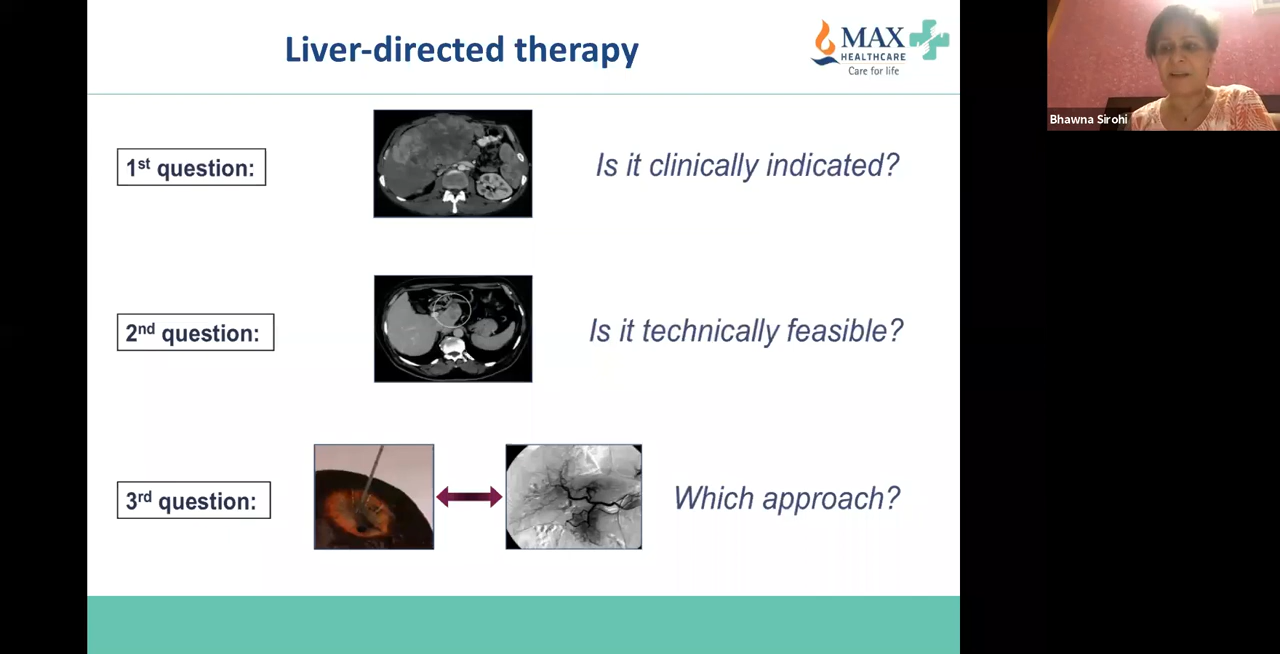 Liver-directed therapy
MAX
HEALTHCARE
Care for life
Bhawna Sirohi
1st question:
Is it clinically indicated?
2nd question:
Is it technically feasible?
3rd question:
Which approach?